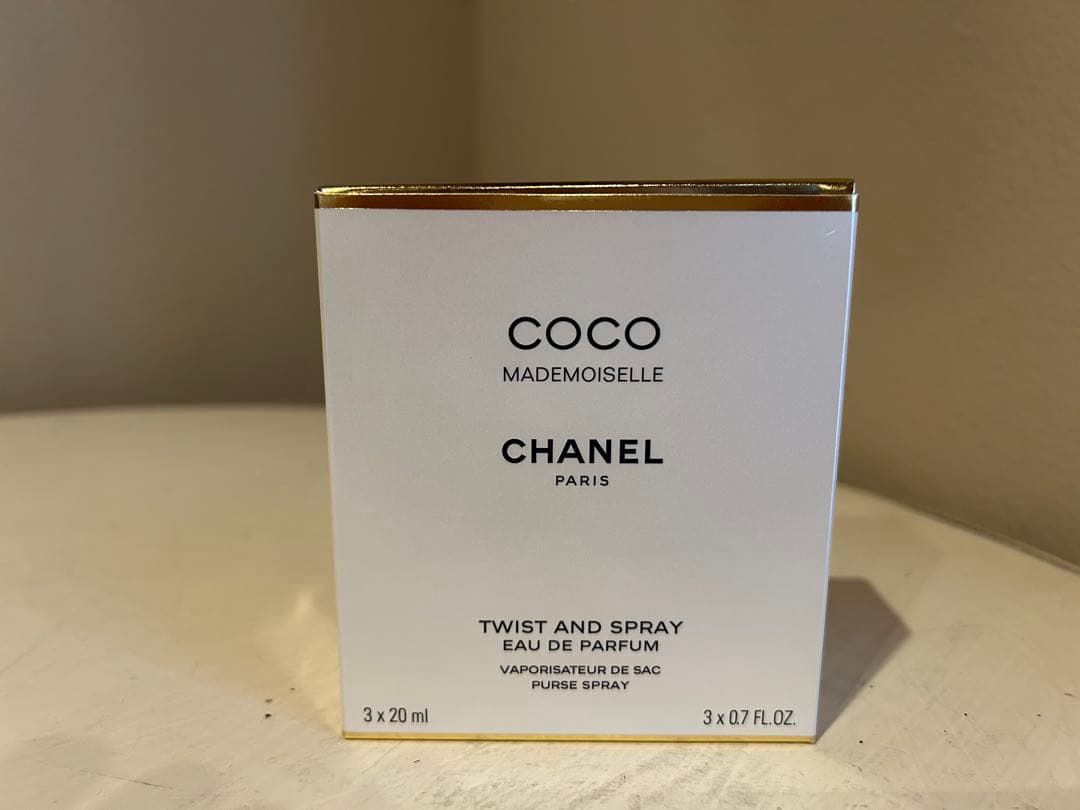 COCO
MADEMOISELLE
CHANEL
PARIS
TWIST AND SPRAY
EAU DE PARFUM
VAPORISATEUR DE SAC
PURSE SPRAY
3 x 20 ml
3 x 0.7 FL.OZ.